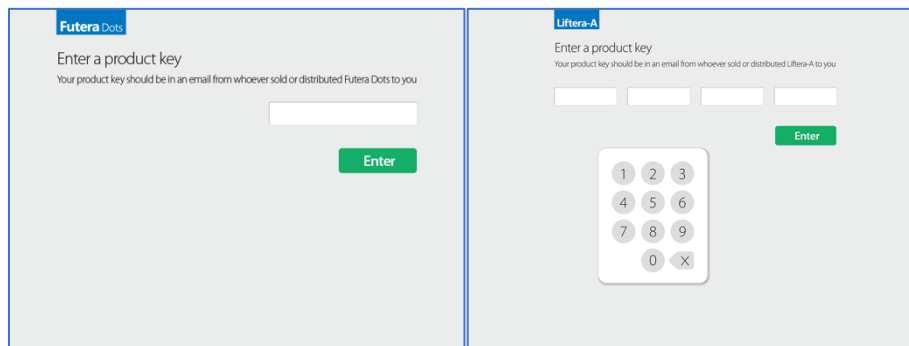 Futera Dots
Enter a product key
Your product key should be in an email from whoever sold or distributed Futera Dots to you
Enter
Liftera-A
Enter a product key
Your product key should be in an email from whoever sold or distributed Liftera-A to you
Enter
1 2 3
4 5 6
7 8 9
0 X